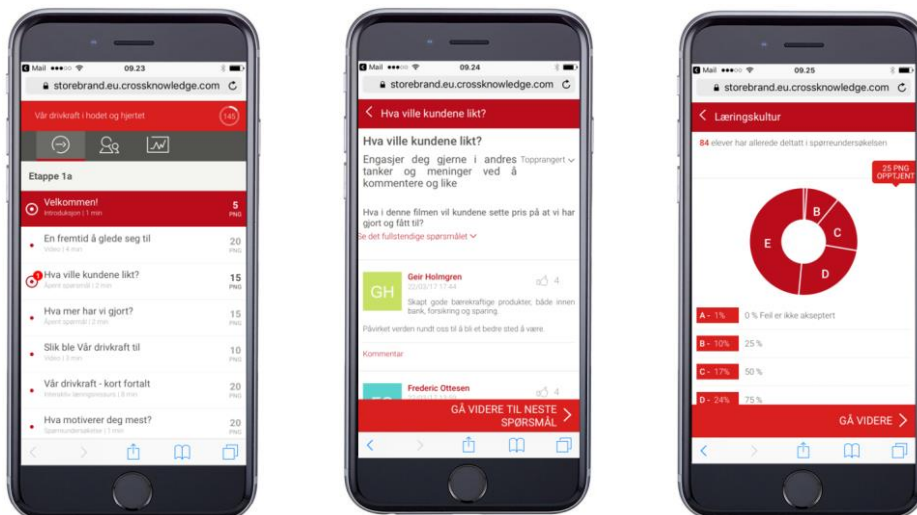 Mail 09.23
storebrand.eu.crossknowledge.com
Vår drivkraft i hodet og hjertet
145
Etappe 1a
Velkommen!
Introduksjon | 1 min
5
PNG
En fremtid å glede seg til
Video | 4 min
20
PNG
1
Hva ville kundene likt?
Åpent spørsmål | 2 min
15
PNG
Hva mer har vi gjort?
Åpent spørsmål | 2 min
15
PNG
Slik ble Vår drivkraft til
Video | 3 min
10
PNG
Vår drivkraft - kort fortalt
Interaktiv læringsressurs | 8 min
20
PNG
Hva motiverer deg mest?
Spørreundersøkelse | 1 min
20
PNG
Mail 09.24
storebrand.eu.crossknowledge.com
Hva ville kundene likt?
Hva ville kundene likt?
Engasjer deg gjerne i andres
tanker og meninger ved å
kommentere og like
Topprangert
Hva i denne filmen vil kundene sette pris på at vi har
gjort og fått til?
Se det fullstendige spørsmålet
GH
Geir Holmgren
22/03/17 17:44
4
Skapt gode bærekraftige produkter, både innen
bank, forsikring og sparing.
Påvirket verden rundt oss til å bli et bedre sted å være.
Kommentar
Frederic Ottesen
4
GÅ VIDERE TIL NESTE
SPØRSMÅL
Mail 09.25
storebrand.eu.crossknowledge.com
Læringskultur
84 elever har allerede deltatt i spørreundersøkelsen
25 PNG
OPPTJENT
B
C
D
E
A - 1% 0 % Feil er ikke akseptert
B - 10% 25 %
C - 17% 50 %
D - 24% 75 %
GÅ VIDERE